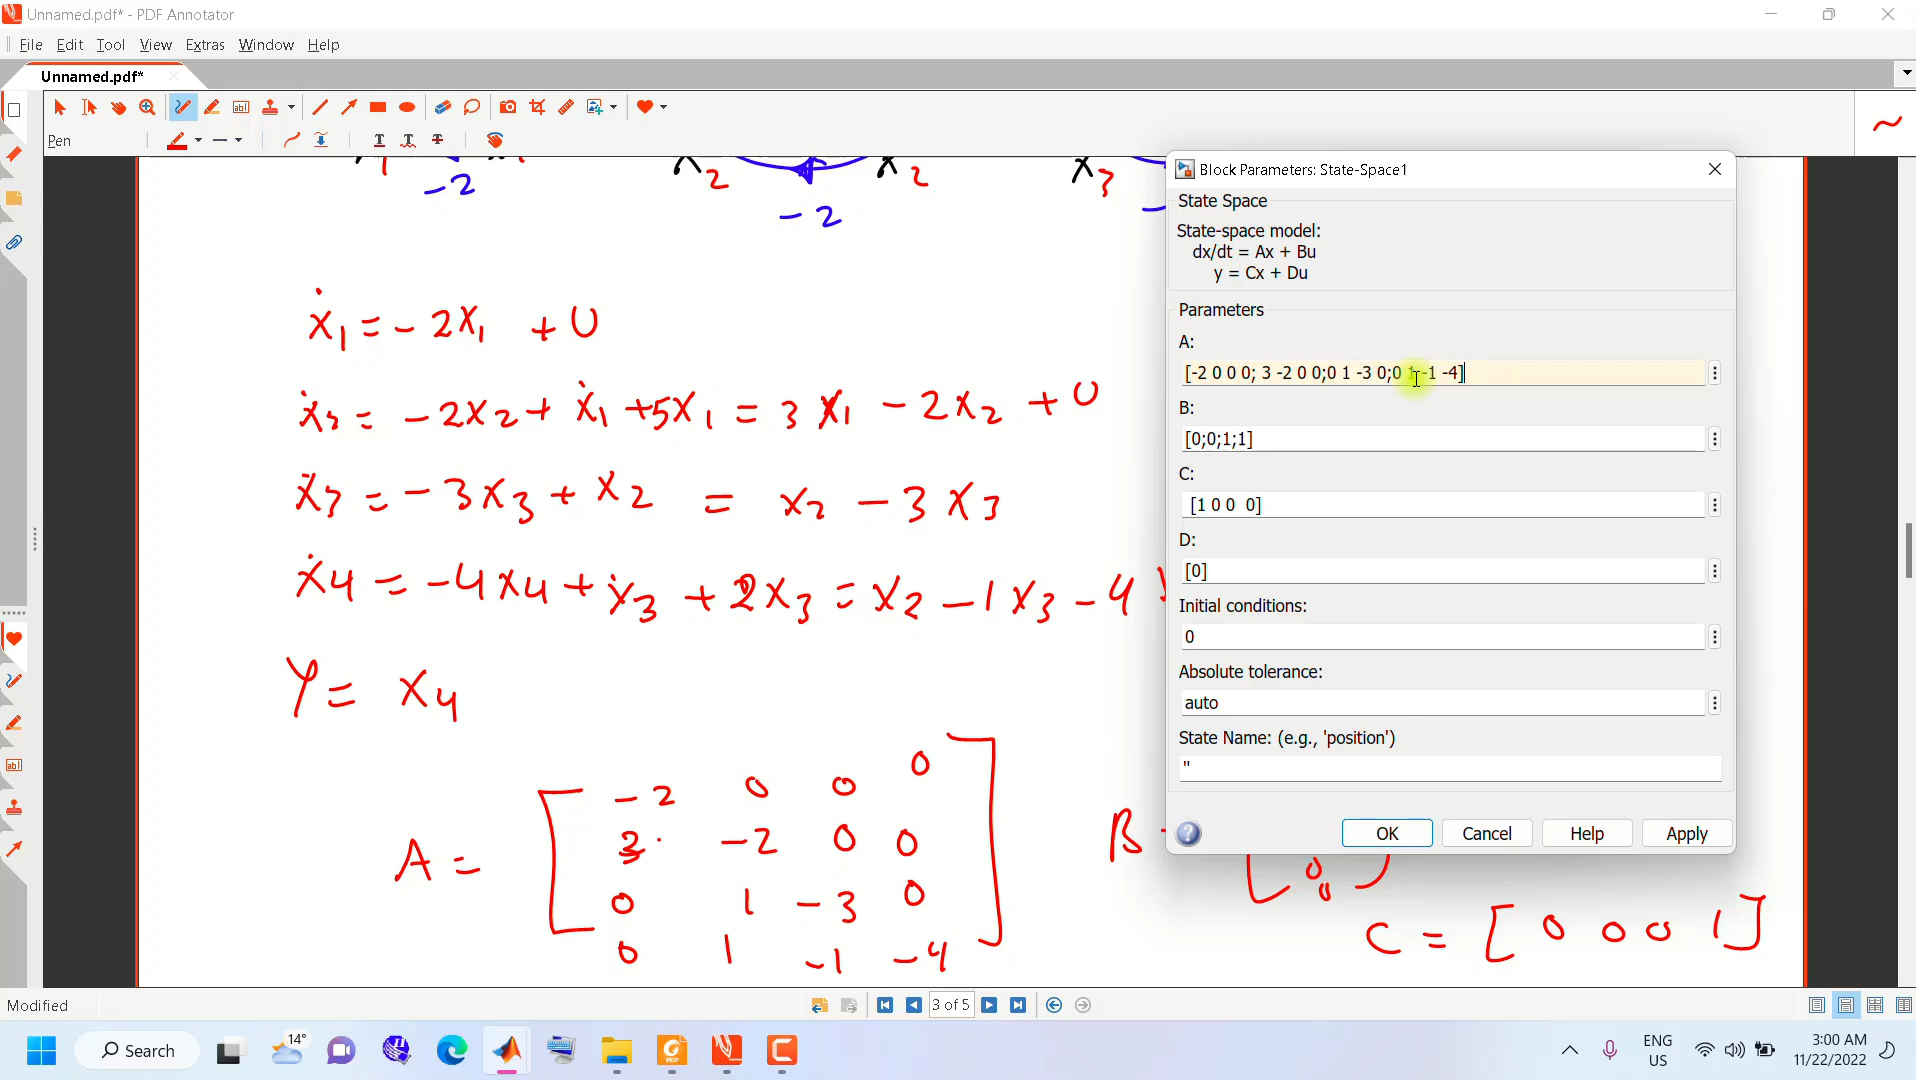 Unnamed.pdf* - PDF Annotator
File Edit Tool View Extras Window Help
Unnamed.pdf*
Pen
-2
x2
-2
x2
x3
ẋ1 = -2x1 + U
ẋ2 = -2x2 + ẋ1 + 5x1 = 3x1 - 2x2 + U
ẋ3 = -3x3 + x2 = x2 - 3x3
ẋ4 = -4x4 + ẋ3 + 2x3 = x2 - 1x3 - 4
Y = x4
A =
-2 0 0 0
3 -2 0 0
0 1 -3 0
0 1 -1 -4
B
0
0
C = [0 0 0 1]
Block Parameters: State-Space1
State Space
State-space model:
dx/dt = Ax + Bu
y = Cx + Du
Parameters
A:
[-2 0 0 0; 3 -2 0 0;0 1 -3 0;0 1 -1 -4]
B:
[0;0;1;1]
C:
[1 0 0  0]
D:
[0]
Initial conditions:
0
Absolute tolerance:
auto
State Name: (e.g., 'position')
''
OK Cancel Help Apply
Modified
3 of 5
Search
14°
ENG
US
3:00 AM
11/22/2022